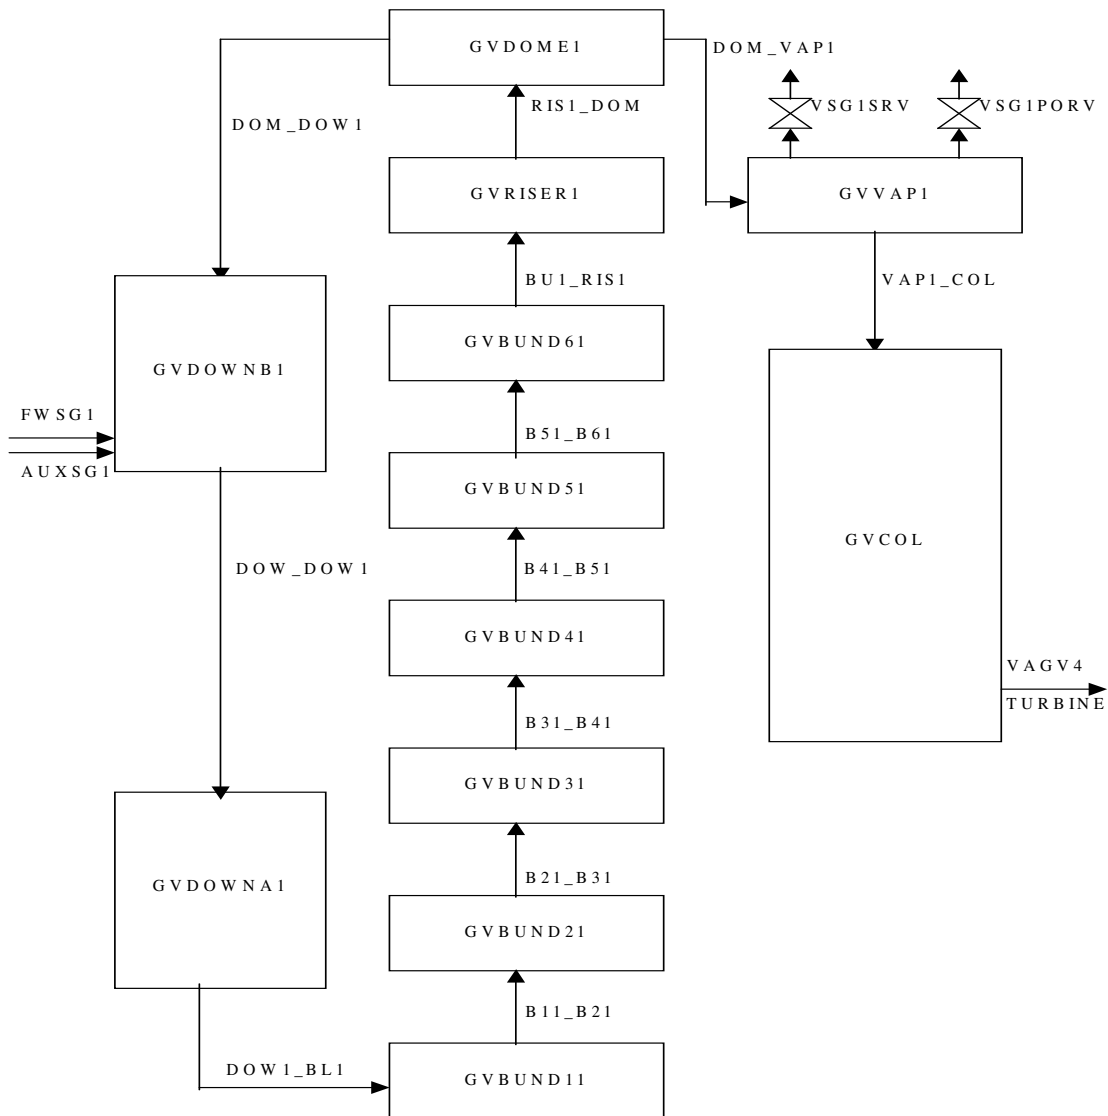 GVDOME1
DOM_VAP1
RIS1_DOM
VSG1SRV
VSG1PORV
DOM_DOW1
GVRISER1
GVVAP1
BU1_RIS1
VAP1_COL
GVBUND61
GVDOWNB1
FWSG1
AUXSG1
B51_B61
GVBUND51
GVCOL
DOW_DOW1
B41_B51
GVBUND41
VAGV4
TURBINE
B31_B41
GVBUND31
GVDOWNA1
B21_B31
GVBUND21
B11_B21
DOW1_BL1
GVBUND11